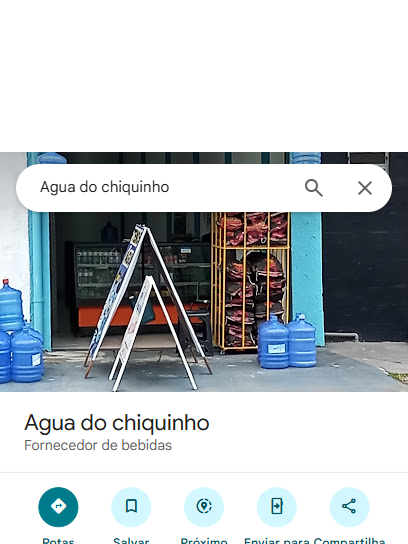 Agua do chiquinho
Agua do chiquinho
Fornecedor de bebidas
Rotas Salvar Próximo Enviar para Compartilha